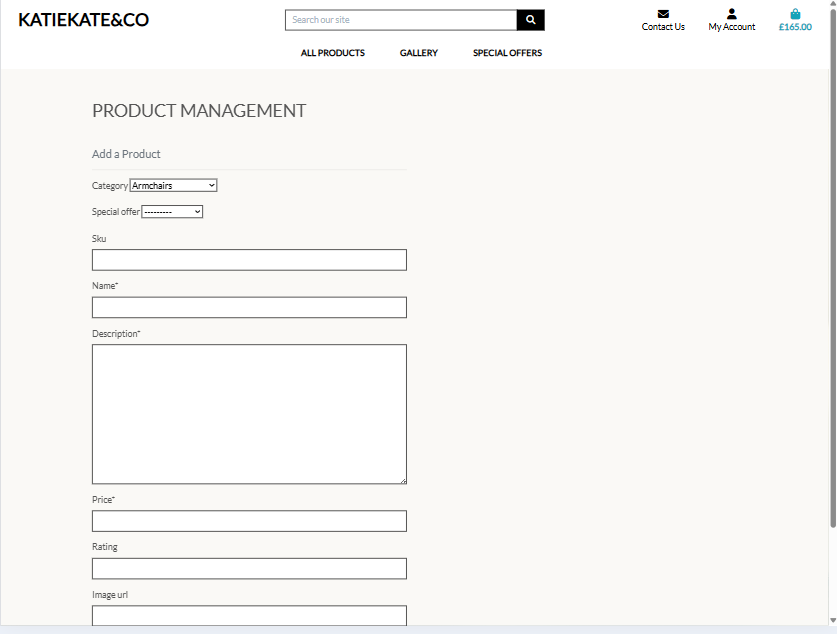 KATIEKATE&CO
Search our site
Contact Us
My Account
£165.00
ALL PRODUCTS GALLERY SPECIAL OFFERS
PRODUCT MANAGEMENT
Add a Product
Category Armchairs
Special offer ---------
Sku
Name*
Description*
Price*
Rating
Image url